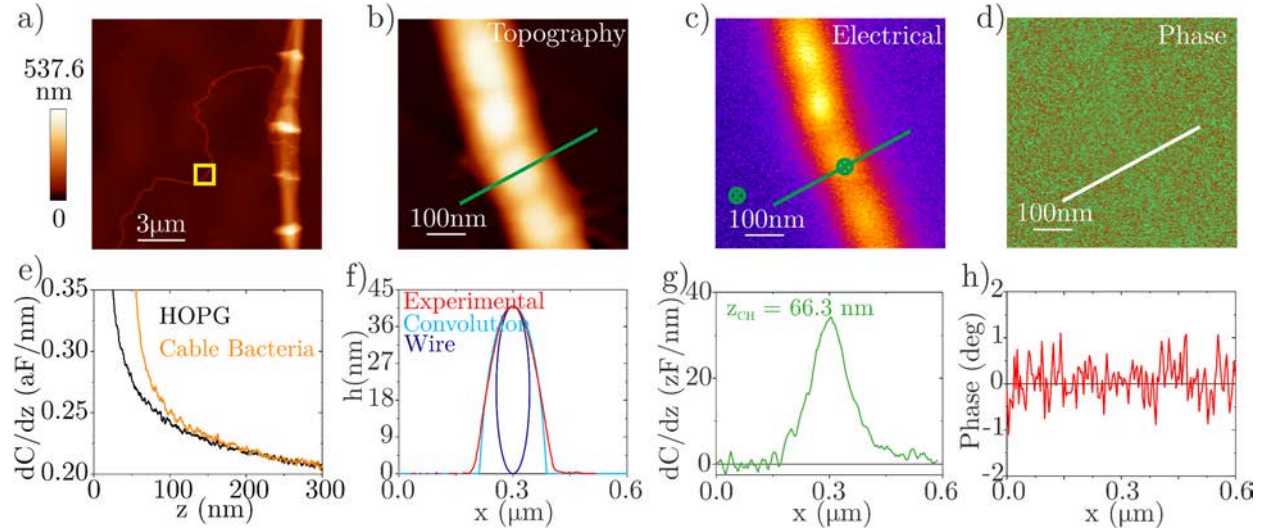 a)
b)
c)
d)
537.6
nm
0
3μm
Topography
100nm
Electrical
100nm
Phase
100nm
e)
dC/dz (aF/nm)
0.35
0.30
0.25
0.20
HOPG
Cable Bacteria
0
100
200
300
z (nm)
f)
h(nm)
45
36
27
18
9
0
Experimental
Convolution
Wire
0.0
0.3
0.6
x (μm)
g)
dC/dz (zF/nm)
40
20
0
z_CH = 66.3 nm
0.0
0.3
0.6
x (μm)
h)
Phase (deg)
2
1
0
-1
-2
0.0
0.3
0.6
x (μm)